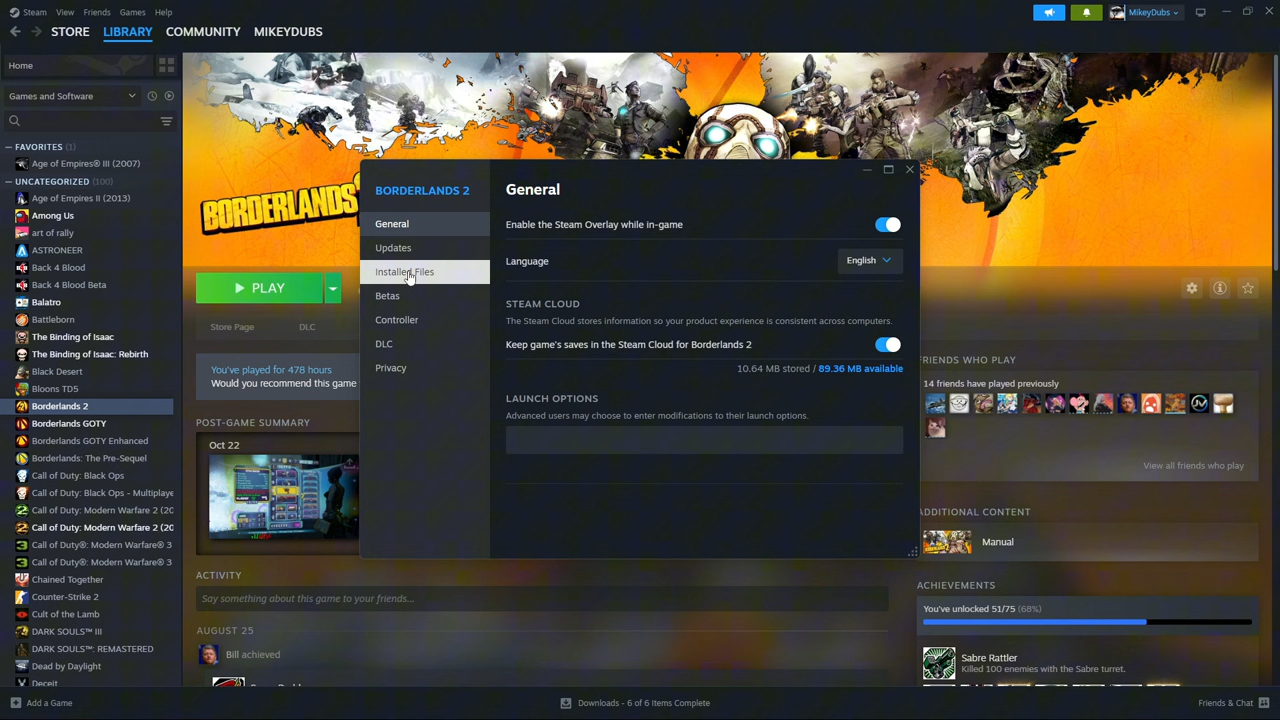 Steam View Friends Games Help
MikeyDubs
STORE LIBRARY COMMUNITY MIKEYDUBS
Home
Games and Software
FAVORITES (1)
Age of Empires® III (2007)
UNCATEGORIZED (100)
Age of Empires II (2013)
Among Us
art of rally
ASTRONEER
Back 4 Blood
Back 4 Blood Beta
Balatro
Battleborn
The Binding of Isaac
The Binding of Isaac: Rebirth
Black Desert
Bloons TD5
Borderlands 2
Borderlands GOTY
Borderlands GOTY Enhanced
Borderlands: The Pre-Sequel
Call of Duty: Black Ops
Call of Duty: Black Ops - Multiplaye
Call of Duty: Modern Warfare 2 (20
Call of Duty: Modern Warfare 2 (20
Call of Duty®: Modern Warfare® 3
Call of Duty®: Modern Warfare® 3
Chained Together
Counter-Strike 2
Cult of the Lamb
DARK SOULS™ III
DARK SOULS™: REMASTERED
Dead by Daylight
Deceit
BORDERLANDS
PLAY
Store Page DLC
You've played for 478 hours
Would you recommend this game
POST-GAME SUMMARY
Oct 22
ACTIVITY
Say something about this game to your friends...
AUGUST 25
Bill achieved
BORDERLANDS 2
General
Updates
Installed Files
Betas
Controller
DLC
Privacy
General
Enable the Steam Overlay while in-game
Language English
STEAM CLOUD
The Steam Cloud stores information so your product experience is consistent across computers.
Keep game's saves in the Steam Cloud for Borderlands 2
10.64 MB stored / 89.36 MB available
LAUNCH OPTIONS
Advanced users may choose to enter modifications to their launch options.
FRIENDS WHO PLAY
14 friends have played previously
View all friends who play
ADDITIONAL CONTENT
Manual
ACHIEVEMENTS
You've unlocked 51/75 (68%)
Sabre Rattler
Killed 100 enemies with the Sabre turret.
Add a Game
Downloads - 6 of 6 Items Complete
Friends & Chat